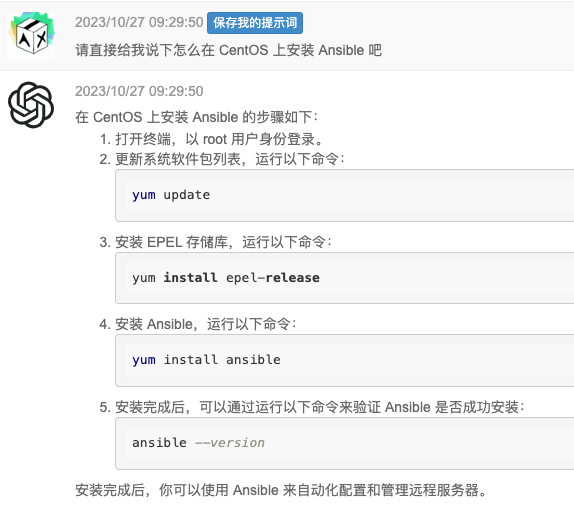 2023/10/27 09:29:50 保存我的提示词
请直接给我说下怎么在 CentOS 上安装 Ansible 吧
2023/10/27 09:29:50
在 CentOS 上安装 Ansible 的步骤如下：
1. 打开终端，以 root 用户身份登录。
2. 更新系统软件包列表，运行以下命令：
yum update
3. 安装 EPEL 存储库，运行以下命令：
yum install epel-release
4. 安装 Ansible，运行以下命令：
yum install ansible
5. 安装完成后，可以通过运行以下命令来验证 Ansible 是否成功安装：
ansible --version
安装完成后，你可以使用 Ansible 来自动化配置和管理远程服务器。